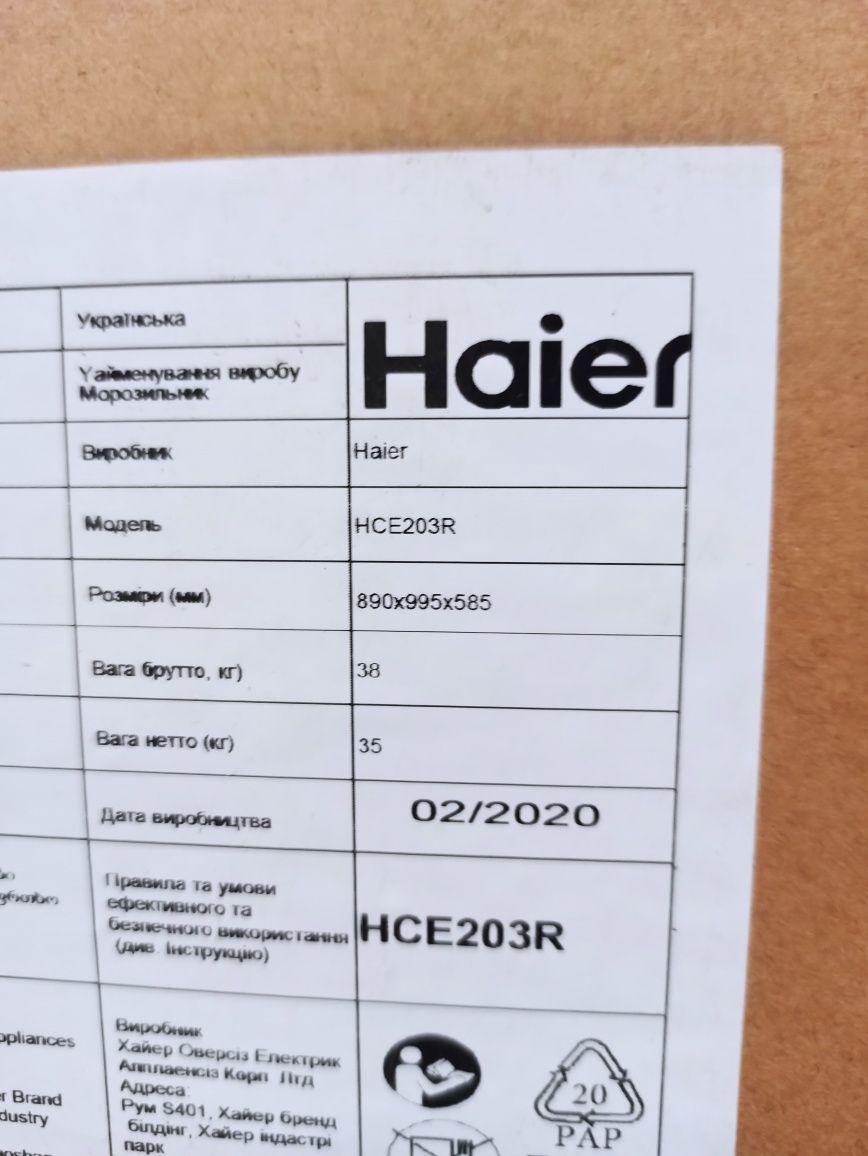 Українська
Haier
Yайменування виробу
Морозильник
Виробник
Haier
Модель
HCE203R
Розміри (мм)
890x995x585
Вага брутто, кг)
38
Вага нетто (кг)
35
Дата виробництва
02/2020
Правила та умови
ефективного та
безпечного використання
(див. Інструкцію)
HCE203R
ppliances
r Brand
dustry
Виробник
Хайер Оверсіз Електрик
Апплаенсіз Корп Лтд
Адреса:
Рум S401, Хайер бренд
білдінг, Хайер індастрі
парк
20
PAP